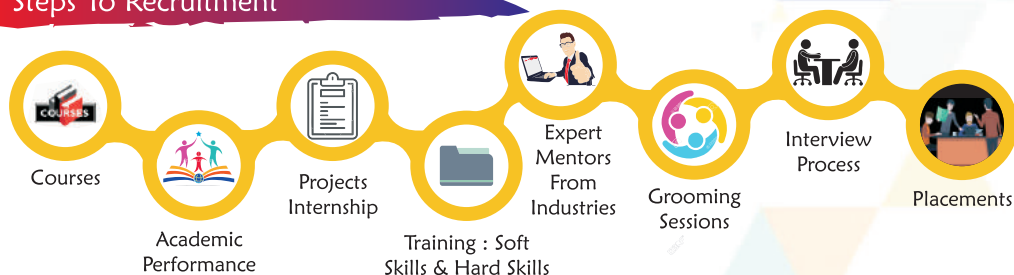 Steps To Recruitment
COURSES
Courses
Academic
Performance
Projects
Internship
Training : Soft
Skills & Hard Skills
Expert
Mentors
From
Industries
Grooming
Sessions
Interview
Process
Placements